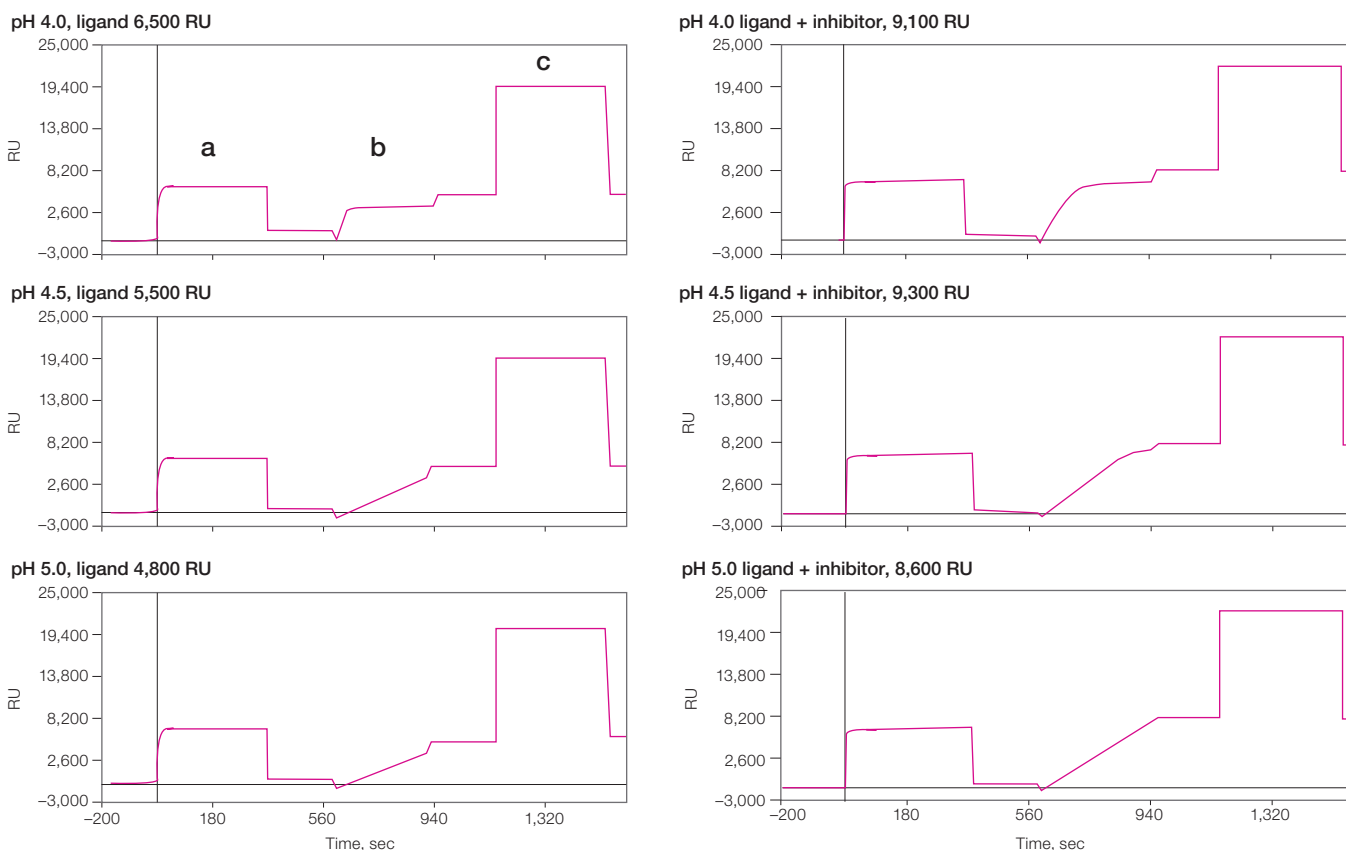 pH 4.0, ligand 6,500 RU
25,000
19,400
13,800
8,200
2,600
–3,000
RU
a
b
c
pH 4.0 ligand + inhibitor, 9,100 RU
25,000
19,400
13,800
8,200
2,600
–3,000
RU
pH 4.5, ligand 5,500 RU
25,000
19,400
13,800
8,200
2,600
–3,000
RU
pH 4.5 ligand + inhibitor, 9,300 RU
25,000
19,400
13,800
8,200
2,600
–3,000
RU
pH 5.0, ligand 4,800 RU
25,000
19,400
13,800
8,200
2,600
–3,000
RU
–200 180 560 940 1,320
Time, sec
pH 5.0 ligand + inhibitor, 8,600 RU
25,000
19,400
13,800
8,200
2,600
–3,000
RU
–200 180 560 940 1,320
Time, sec